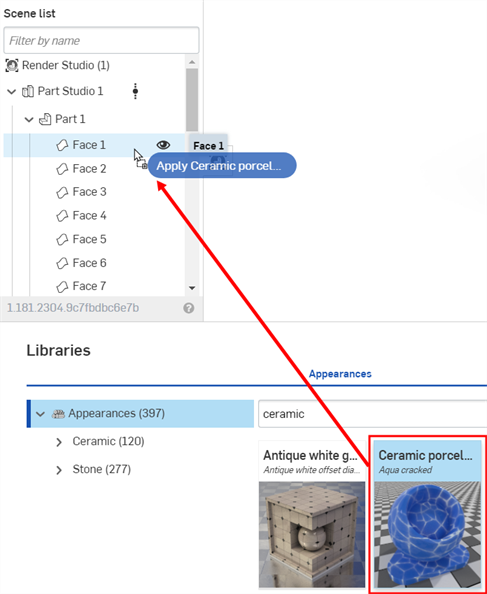 Scene list
Filter by name
Render Studio (1)
Part Studio 1
Part 1
Face 1
Face 1
Apply Ceramic porcel...
Face 2
Face 3
Face 4
Face 5
Face 6
Face 7
1.181.2304.9c7fbdbc6e7b
Libraries
Appearances
Appearances (397)
ceramic
Ceramic (120)
Stone (277)
Antique white g...
Antique white offset dia...
Ceramic porcel...
Aqua cracked